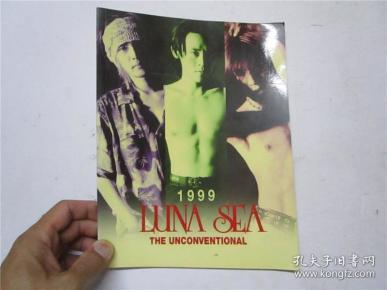 1999
LUNA SEA
THE UNCONVENTIONAL
孔夫子旧书网
www.kongfz.com